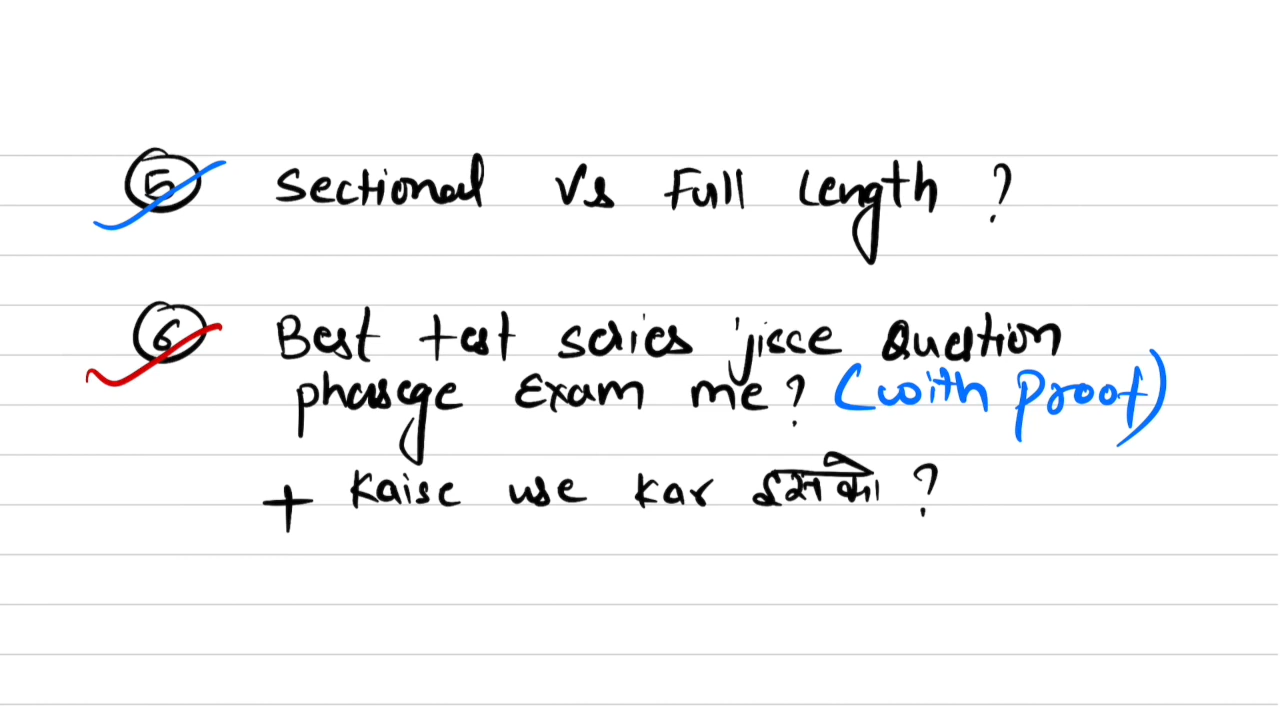 5 Sectional Vs Full Length ?
6 Best test series jisse Question
phasege Exam me ? (with proof)
+ Kaise use kar इसको ?